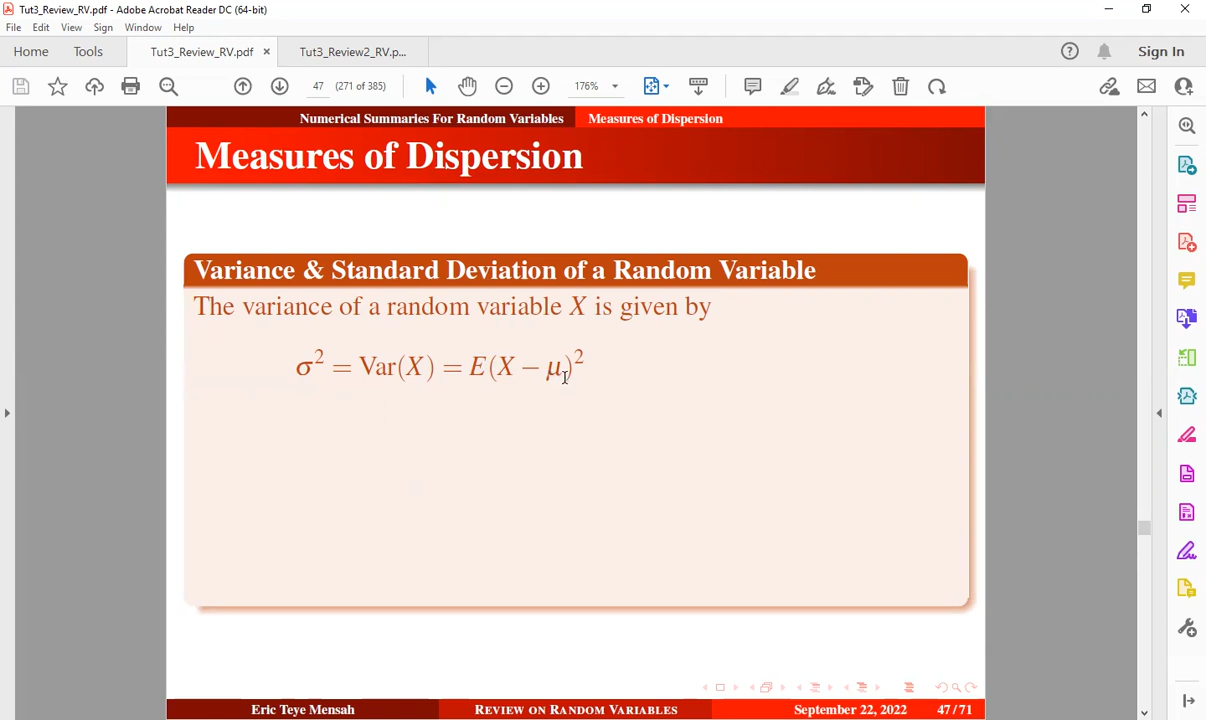 Tut3_Review_RV.pdf - Adobe Acrobat Reader DC (64-bit)
File Edit View Sign Window Help
Home Tools Tut3_Review_RV.pdf × Tut3_Review2_RV.p... Sign In
47 (271 of 385) 176%
Numerical Summaries For Random Variables Measures of Dispersion
Measures of Dispersion
Variance & Standard Deviation of a Random Variable
The variance of a random variable X is given by
σ² = Var(X) = E(X − μ)²
Eric Teye Mensah REVIEW ON RANDOM VARIABLES September 22, 2022 47/71